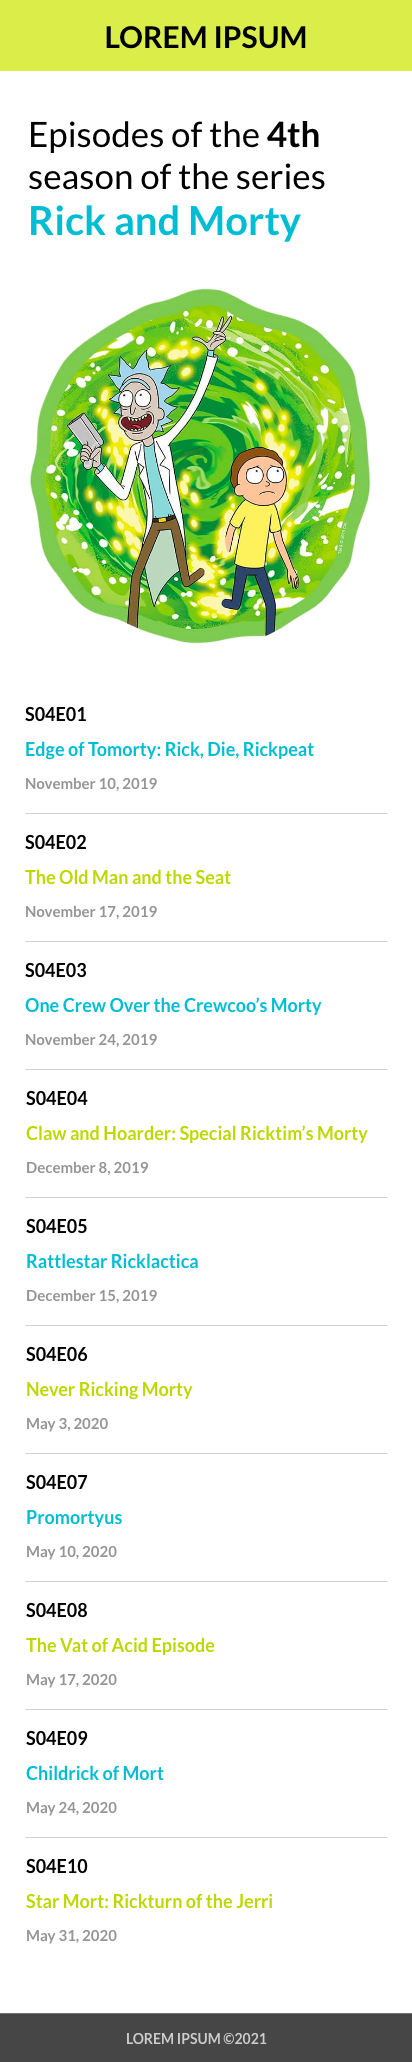 LOREM IPSUM
Episodes of the 4th
season of the series
Rick and Morty
S04E01
Edge of Tomorty: Rick, Die, Rickpeat
November 10, 2019
S04E02
The Old Man and the Seat
November 17, 2019
S04E03
One Crew Over the Crewcoo’s Morty
November 24, 2019
S04E04
Claw and Hoarder: Special Ricktim’s Morty
December 8, 2019
S04E05
Rattlestar Ricklactica
December 15, 2019
S04E06
Never Ricking Morty
May 3, 2020
S04E07
Promortyus
May 10, 2020
S04E08
The Vat of Acid Episode
May 17, 2020
S04E09
Childrick of Mort
May 24, 2020
S04E10
Star Mort: Rickturn of the Jerri
May 31, 2020
LOREM IPSUM ©2021